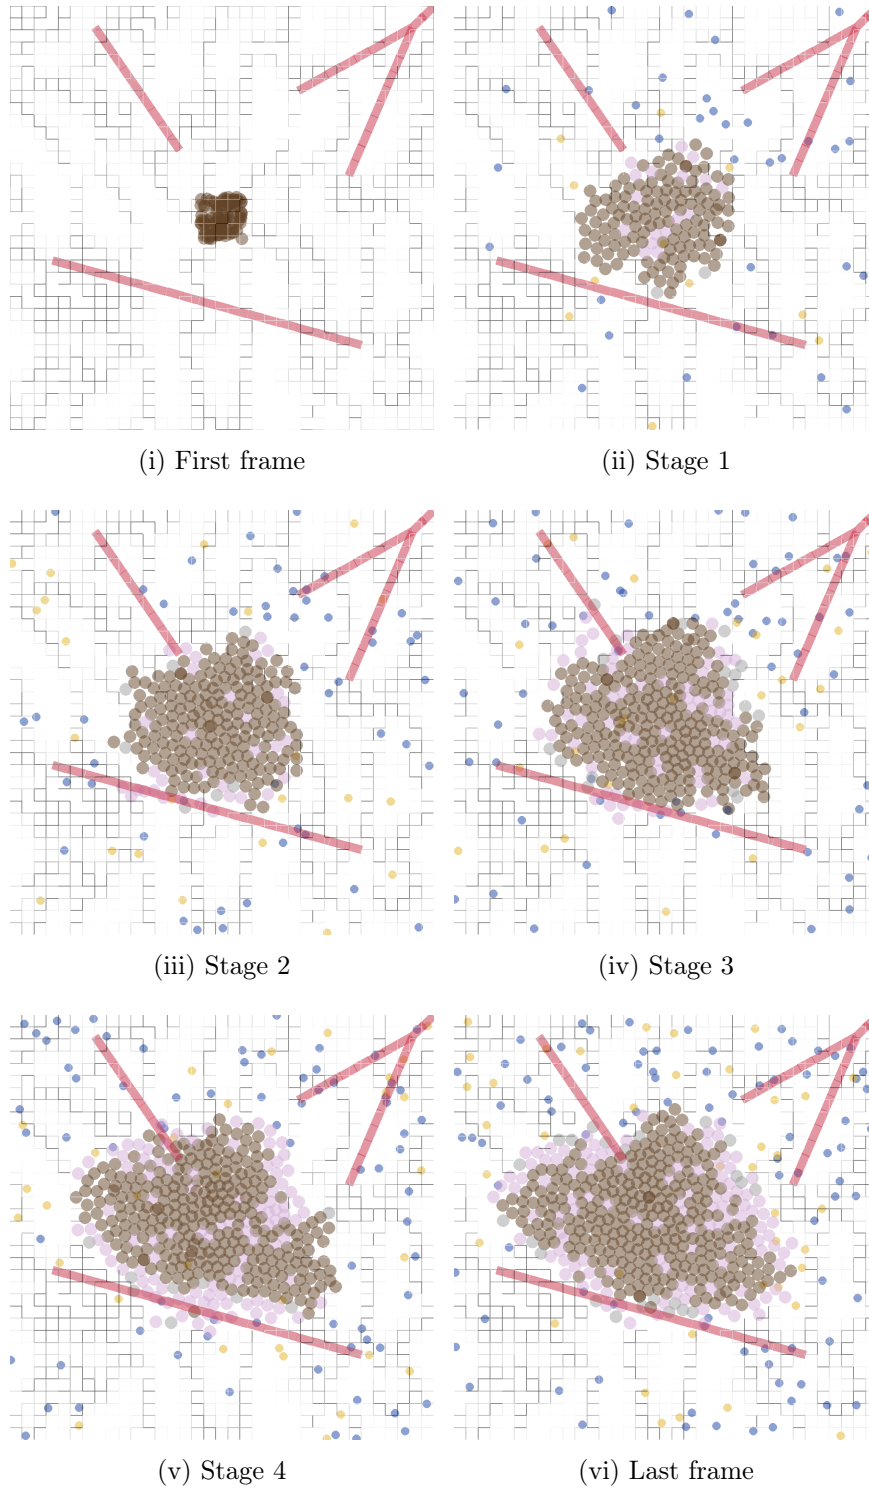 (i) First frame
(ii) Stage 1
(iii) Stage 2
(iv) Stage 3
(v) Stage 4
(vi) Last frame